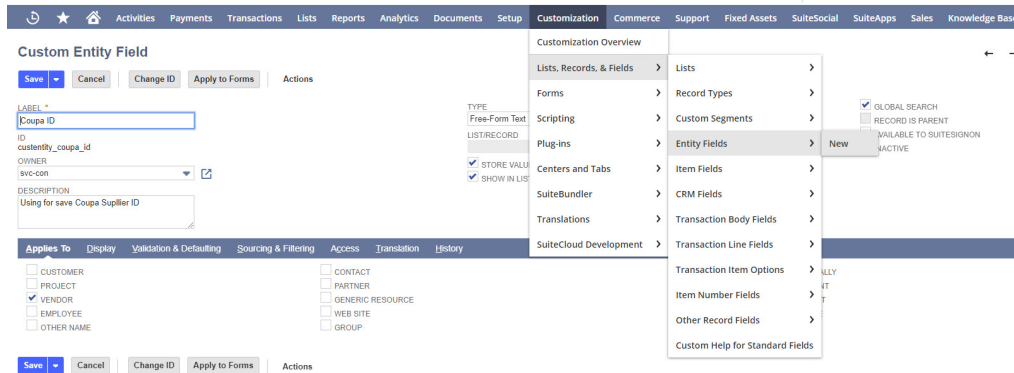 Activities Payments Transactions Lists Reports Analytics Documents Setup Customization Commerce Support Fixed Assets SuiteSocial SuiteApps Sales Knowledge Base
Custom Entity Field
Save Cancel Change ID Apply to Forms Actions
LABEL *
Coupa ID
ID
custentity_coupa_id
OWNER
svc-con
DESCRIPTION
Using for save Coupa Supllier ID
TYPE
Free-Form Text
LIST/RECORD
STORE VALU
SHOW IN LIS
GLOBAL SEARCH
RECORD IS PARENT
AVAILABLE TO SUITESIGNON
NACTIVE
Customization Overview
Lists, Records, & Fields
Forms
Scripting
Plug-ins
Centers and Tabs
SuiteBundler
Translations
SuiteCloud Development
Lists
Record Types
Custom Segments
Entity Fields
Item Fields
CRM Fields
Transaction Body Fields
Transaction Line Fields
Transaction Item Options
Item Number Fields
Other Record Fields
Custom Help for Standard Fields
New
Applies To Display Validation & Defaulting Sourcing & Filtering Access Translation History
CUSTOMER
PROJECT
VENDOR
EMPLOYEE
OTHER NAME
CONTACT
PARTNER
GENERIC RESOURCE
WEB SITE
GROUP
ALLY
NT
T
Save Cancel Change ID Apply to Forms Actions